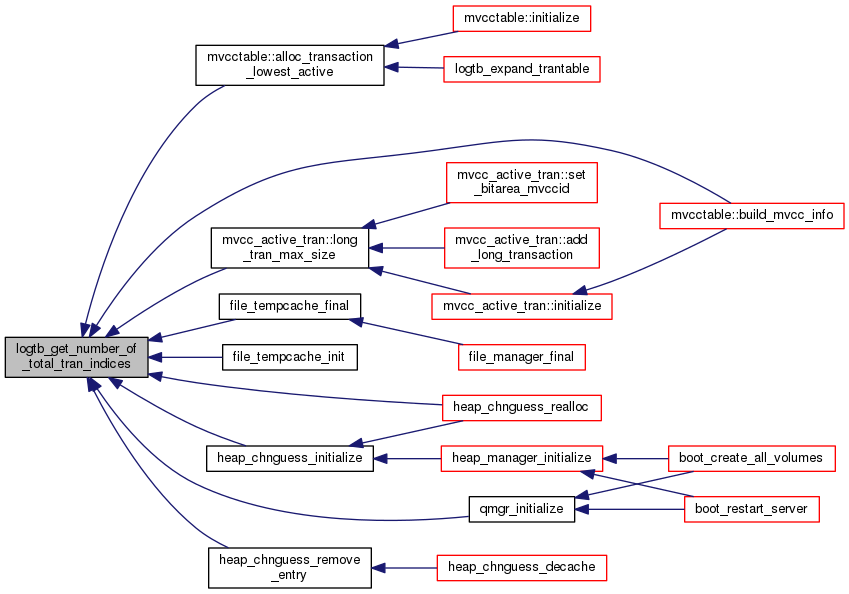 mvcctable::initialize
mvcctable::alloc_transaction
_lowest_active
logtb_expand_trantable
mvcc_active_tran::set
_bitarea_mvccid
mvcctable::build_mvcc_info
mvcc_active_tran::long
_tran_max_size
mvcc_active_tran::add
_long_transaction
file_tempcache_final
mvcc_active_tran::initialize
logtb_get_number_of
_total_tran_indices
file_tempcache_init
file_manager_final
heap_chnguess_realloc
heap_chnguess_initialize
heap_manager_initialize
boot_create_all_volumes
qmgr_initialize
boot_restart_server
heap_chnguess_remove
_entry
heap_chnguess_decache